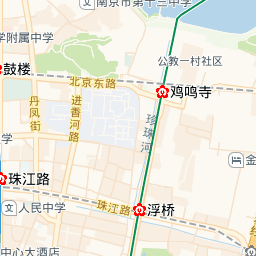 南京市第十三中学
学附属中学
公教一村社区
鼓楼
北京东路
鸡鸣寺
丹凤街
进香河路
珍珠河
金
珠江路
人民中学
珠江路
浮桥
中心大酒店